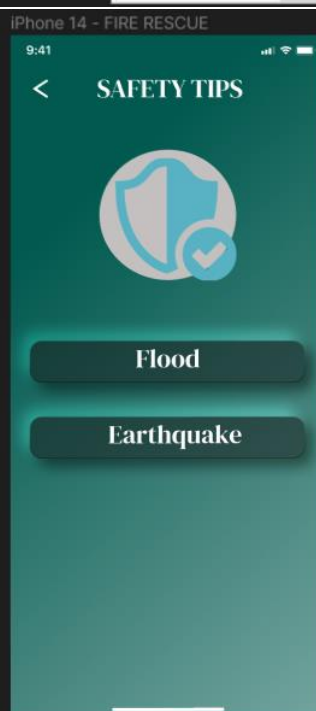 iPhone 14 - FIRE RESCUE
9:41
SAFETY TIPS
Flood
Earthquake